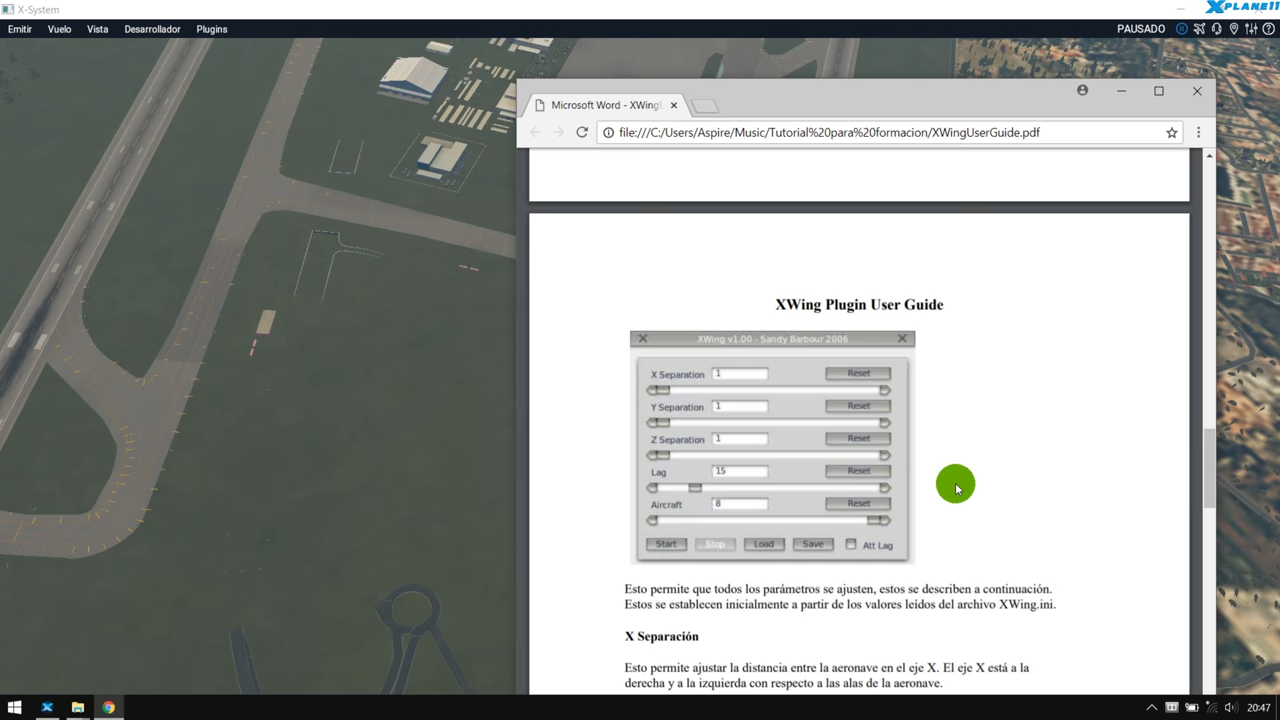 X-System
XPLANE11
Emitir Vuelo Vista Desarrollador Plugins
PAUSADO
Microsoft Word - XWingU
file:///C:/Users/Aspire/Music/Tutorial%20para%20formacion/XWingUserGuide.pdf
XWing Plugin User Guide
XWing v1.00 - Sandy Barbour 2006
X Separation 1 Reset
Y Separation 1 Reset
Z Separation 1 Reset
Lag 15 Reset
Aircraft 8 Reset
Start Stop Load Save Att Lag
Esto permite que todos los parámetros se ajusten, estos se describen a continuación.
Estos se establecen inicialmente a partir de los valores leídos del archivo XWing.ini.
X Separación
Esto permite ajustar la distancia entre la aeronave en el eje X. El eje X está a la
derecha y a la izquierda con respecto a las alas de la aeronave.
20:47